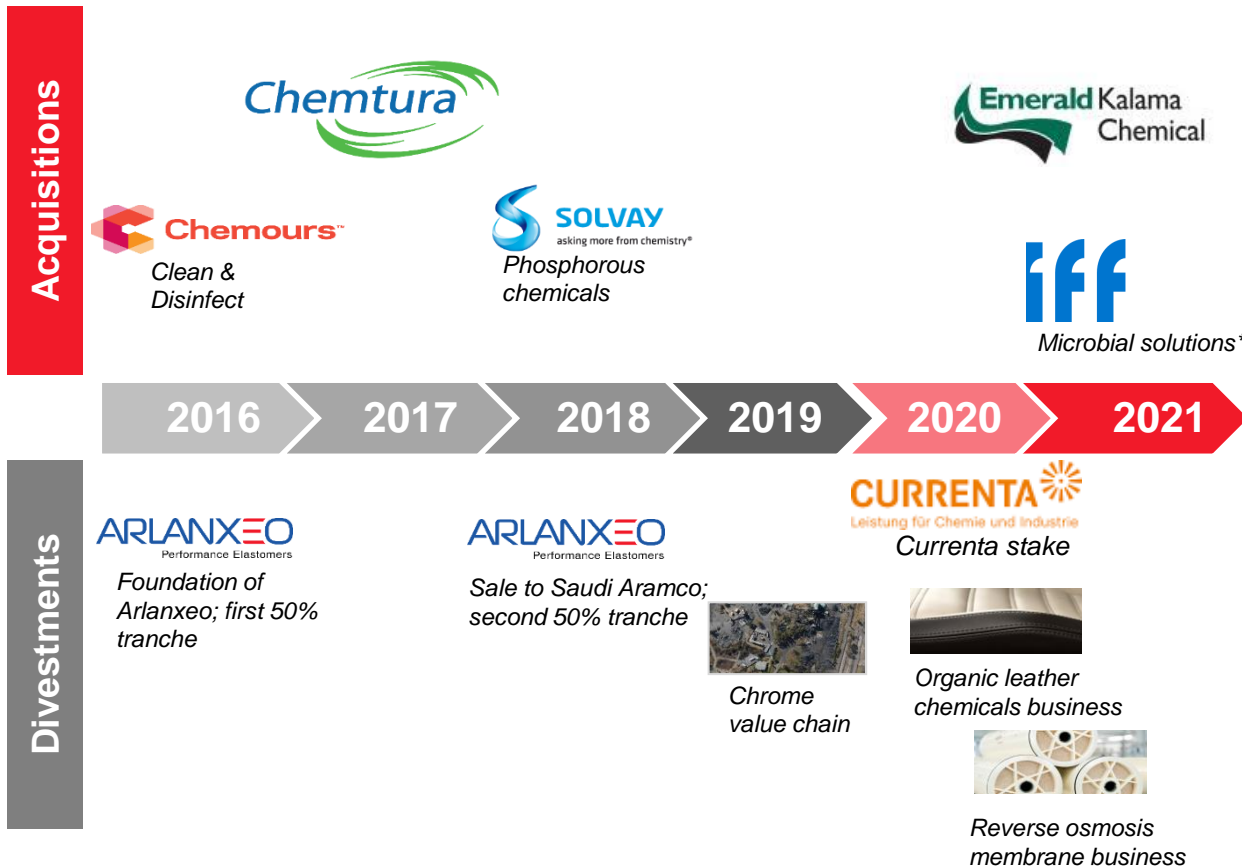 Acquisitions
Chemtura
Emerald Kalama
Chemical
Chemours™
Clean &
Disinfect
SOLVAY
asking more from chemistry®
Phosphorous
chemicals
iff
Microbial solutions*
2016
2017
2018
2019
2020
2021
Divestments
ARLANXEO
Performance Elastomers
Foundation of
Arlanxeo; first 50%
tranche
ARLANXEO
Performance Elastomers
Sale to Saudi Aramco;
second 50% tranche
Chrome
value chain
CURRENTA
Leistung für Chemie und Industrie
Currenta stake
Organic leather
chemicals business
Reverse osmosis
membrane business